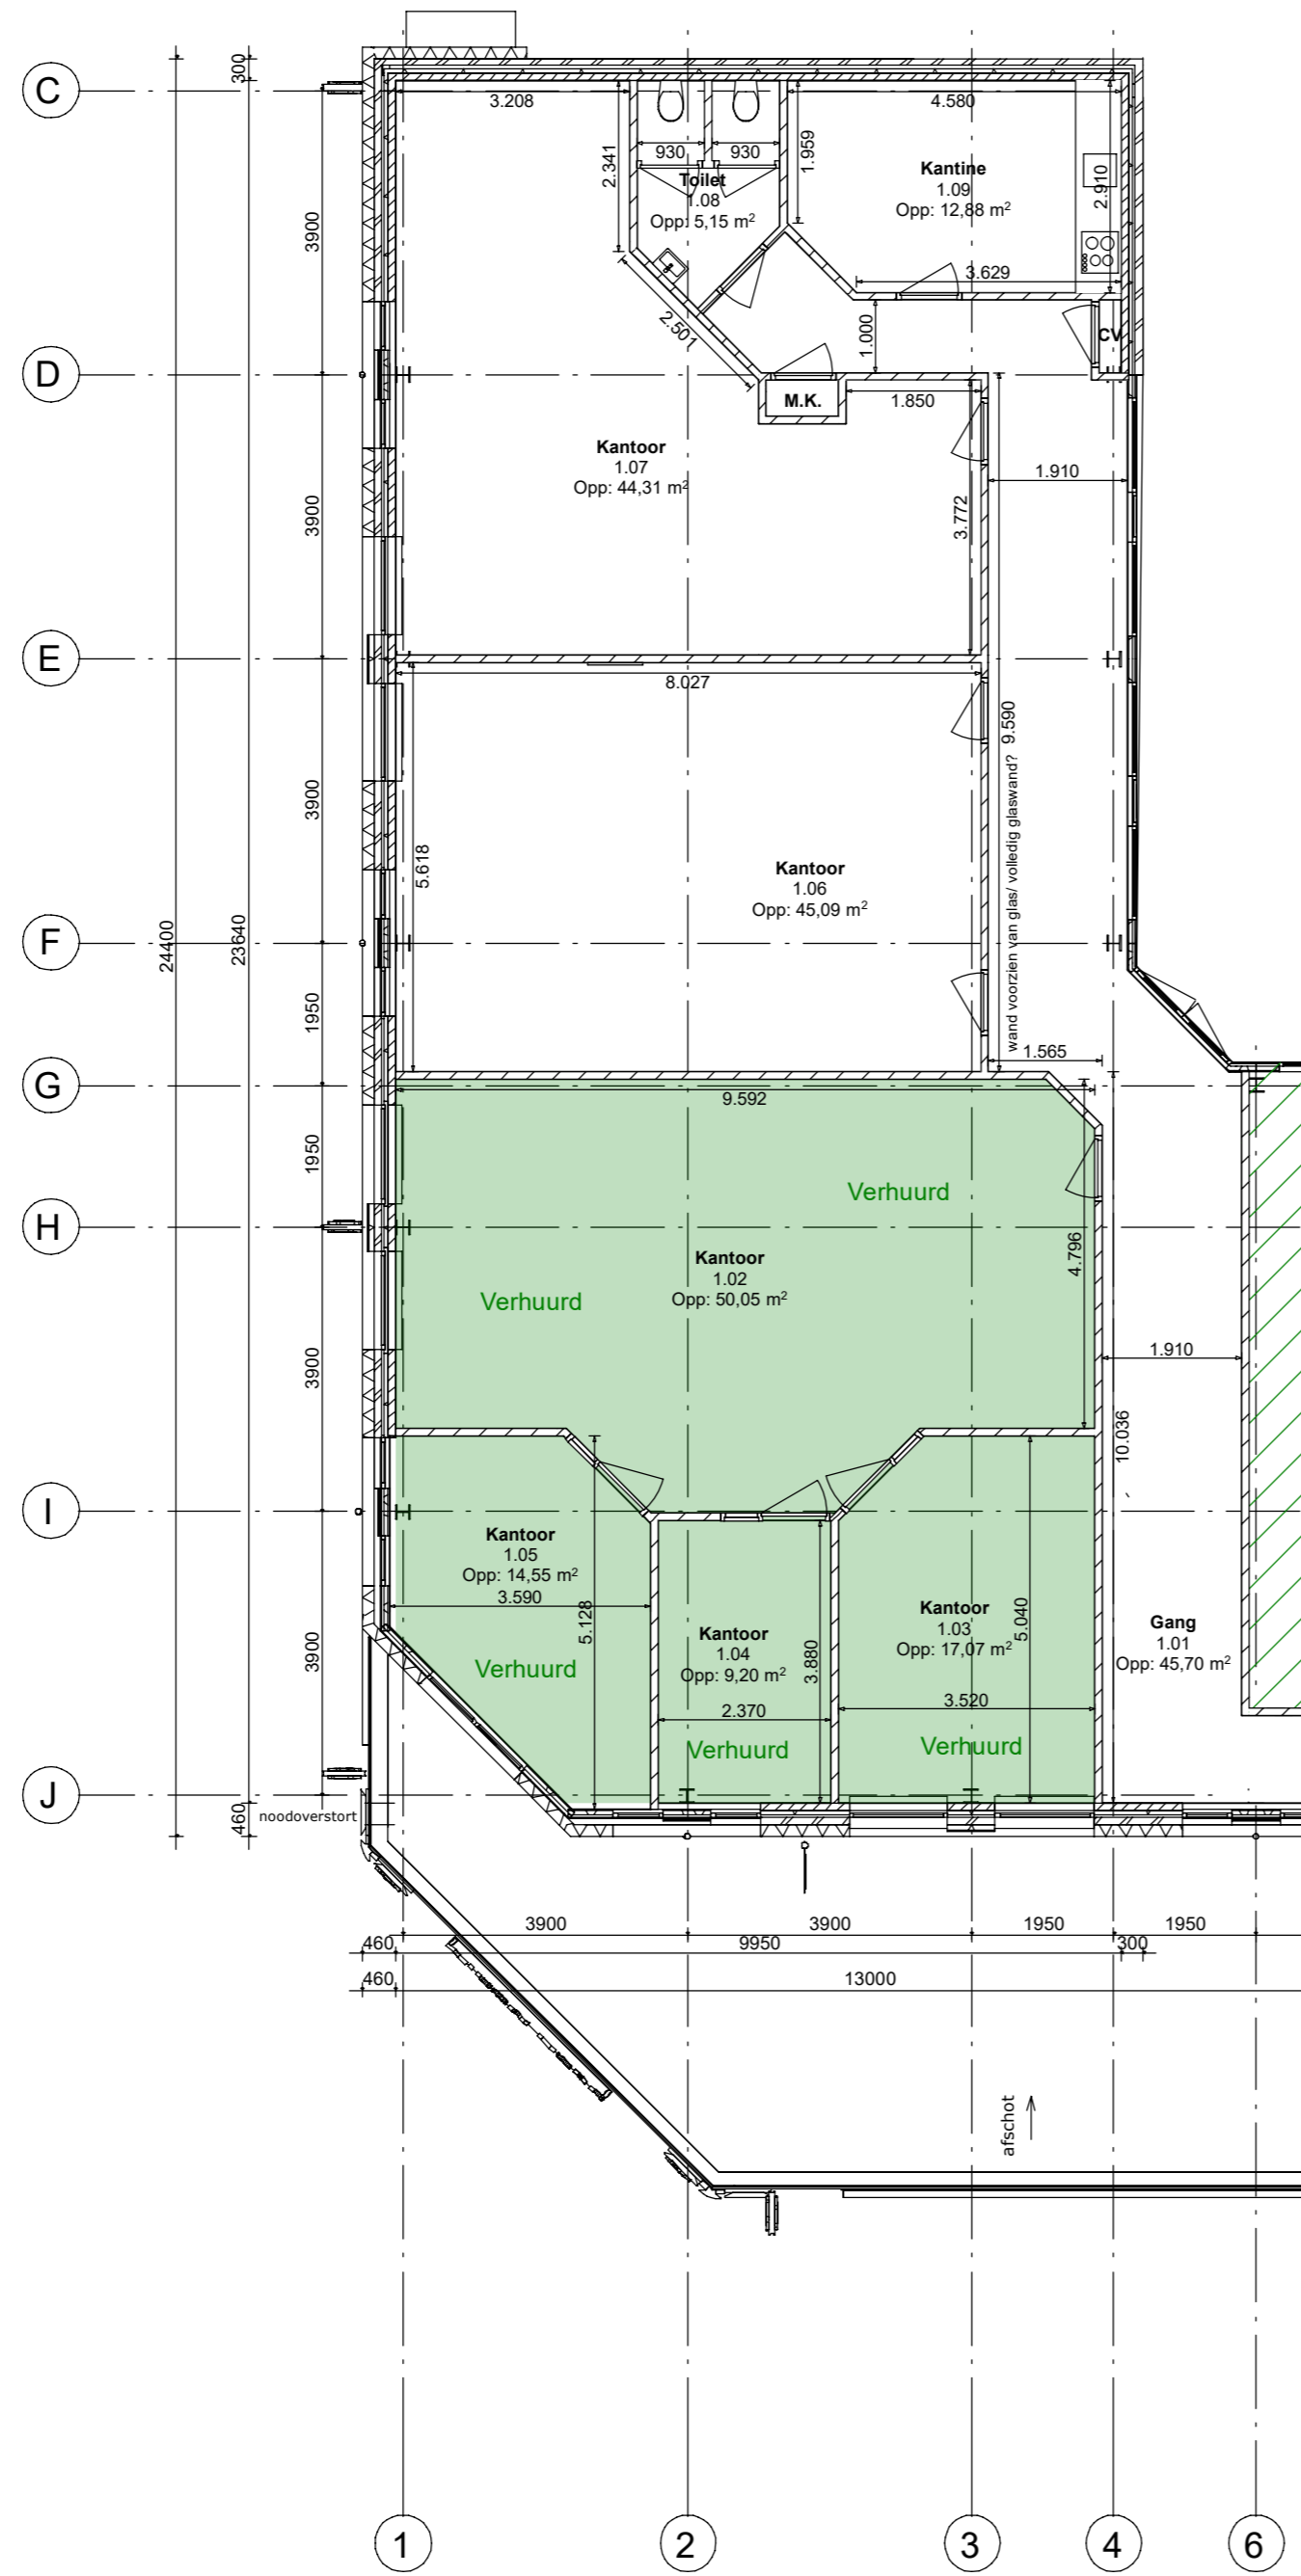 C
300
3.208
4.580
930
930
1.959
2.341
Toilet
1.08
Opp: 5,15 m²
Kantine
1.09
Opp: 12,88 m²
2.910
3900
3.629
2.501
1.000
CV
D
M.K.
1.850
Kantoor
1.07
Opp: 44,31 m²
1.910
3900
3.772
E
8.027
wand voorzien van glas/ volledig glaswand? 9.590
3900
5.618
Kantoor
1.06
Opp: 45,09 m²
F
24400
23640
1950
1.565
G
9.592
1950
Verhuurd
H
4.796
Kantoor
1.02
Opp: 50,05 m²
Verhuurd
1.910
3900
10.036
I
Kantoor
1.05
Opp: 14,55 m²
3.590
5.128
Verhuurd
Kantoor
1.04
Opp: 9,20 m²
3.880
2.370
Verhuurd
Kantoor
1.03
Opp: 17,07 m²
5.040
3.520
Verhuurd
Gang
1.01
Opp: 45,70 m²
3900
J
460
noodoverstort
3900
3900
1950
1950
460
9950
300
460
13000
afschot
1
2
3
4
6